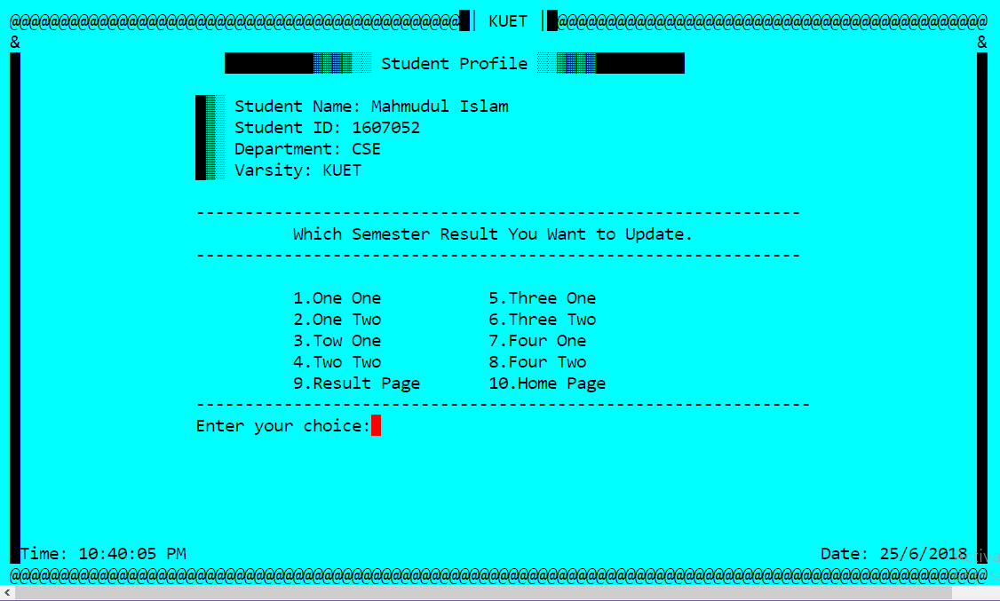 @@@@@@@@@@@@@@@@@@@@@@@@@@@@@@@@@@@@@@@@@@@@@@ KUET @@@@@@@@@@@@@@@@@@@@@@@@@@@@@@@@@@@@@@@@@@@@
& &
Student Profile
Student Name: Mahmudul Islam
Student ID: 1607052
Department: CSE
Varsity: KUET
--------------------------------------------------------------
Which Semester Result You Want to Update.
--------------------------------------------------------------
1.One One 5.Three One
2.One Two 6.Three Two
3.Tow One 7.Four One
4.Two Two 8.Four Two
9.Result Page 10.Home Page
---------------------------------------------------------------
Enter your choice:
Time: 10:40:05 PM Date: 25/6/2018
@@@@@@@@@@@@@@@@@@@@@@@@@@@@@@@@@@@@@@@@@@@@@@@@@@@@@@@@@@@@@@@@@@@@@@@@@@@@@@@@@@@@@@@@@@@@@@@@@@@@